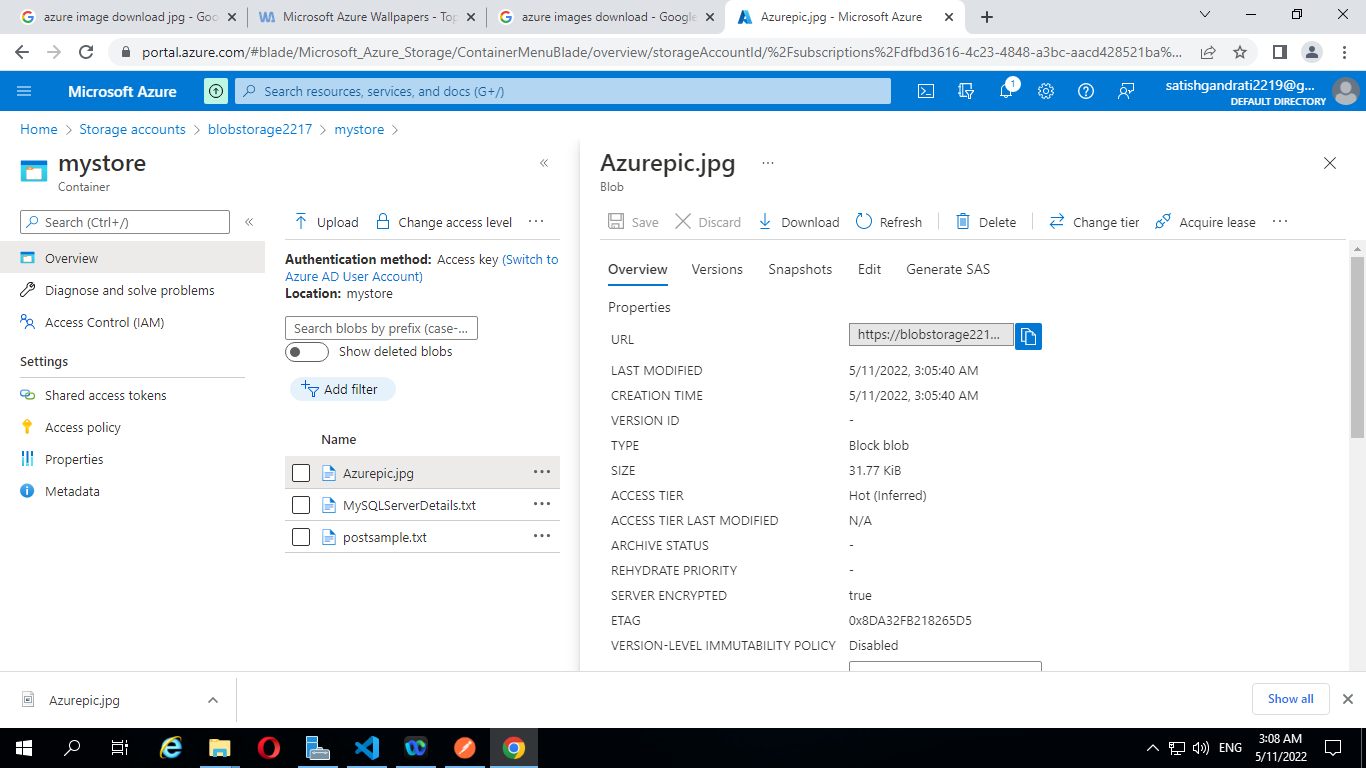 azure image download jpg - Goo
Microsoft Azure Wallpapers - Top
azure images download - Google
Azurepic.jpg - Microsoft Azure
portal.azure.com/#blade/Microsoft_Azure_Storage/ContainerMenuBlade/overview/storageAccountId/%2Fsubscriptions%2Fdfbd3616-4c23-4848-a3bc-aacd428521ba%...
Microsoft Azure
Search resources, services, and docs (G+/)
1
satishgandrati2219@g...
DEFAULT DIRECTORY
Home > Storage accounts > blobstorage2217 > mystore >
mystore
Container
Search (Ctrl+/)
Overview
Diagnose and solve problems
Access Control (IAM)
Settings
Shared access tokens
Access policy
Properties
Metadata
Upload Change access level ...
Authentication method: Access key (Switch to
Azure AD User Account)
Location: mystore
Search blobs by prefix (case-...
Show deleted blobs
Add filter
Name
Azurepic.jpg ...
MySQLServerDetails.txt ...
postsample.txt ...
Azurepic.jpg ...
Blob
Save Discard Download Refresh Delete Change tier Acquire lease ...
Overview Versions Snapshots Edit Generate SAS
Properties
URL https://blobstorage221...
LAST MODIFIED 5/11/2022, 3:05:40 AM
CREATION TIME 5/11/2022, 3:05:40 AM
VERSION ID -
TYPE Block blob
SIZE 31.77 KiB
ACCESS TIER Hot (Inferred)
ACCESS TIER LAST MODIFIED N/A
ARCHIVE STATUS -
REHYDRATE PRIORITY -
SERVER ENCRYPTED true
ETAG 0x8DA32FB218265D5
VERSION-LEVEL IMMUTABILITY POLICY Disabled
Azurepic.jpg
Show all
ENG
3:08 AM
5/11/2022